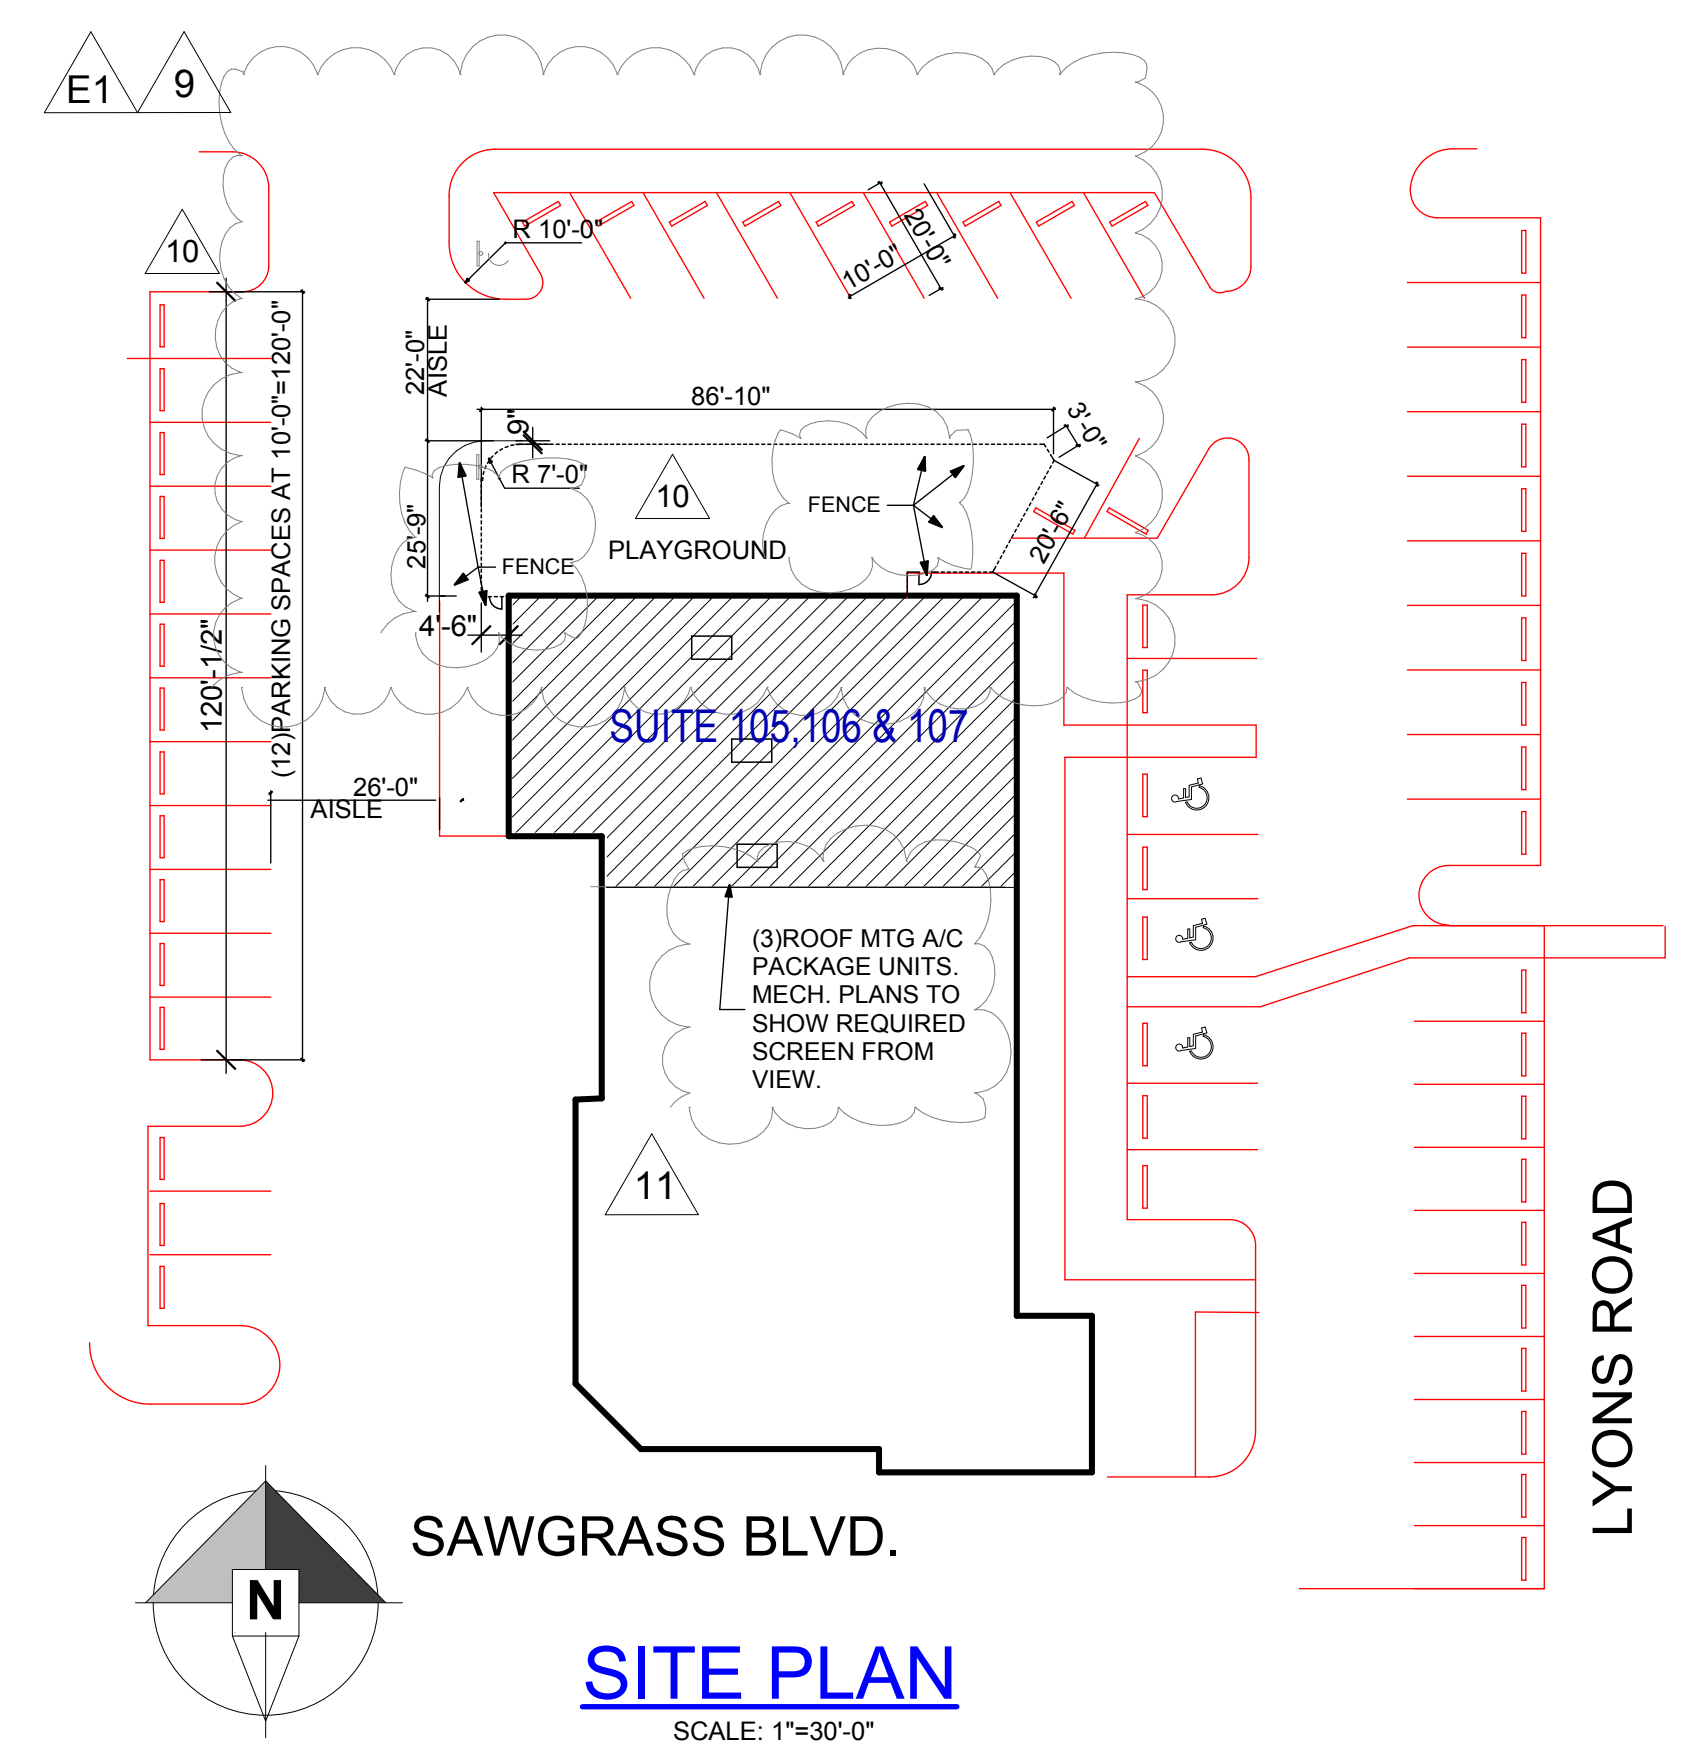 E1
9
10
R 10'-0"
20'-0"
10'-0"
22'-0"
AISLE
(12)PARKING SPACES AT 10'-0"=120'-0"
120'-1/2"
86'-10"
3'-0"
9"
R 7'-0"
10
FENCE
25'-9"
20'-6"
PLAYGROUND
FENCE
4'-6"
SUITE 105,106 & 107
26'-0"
AISLE
(3)ROOF MTG A/C
PACKAGE UNITS.
MECH. PLANS TO
SHOW REQUIRED
SCREEN FROM
VIEW.
11
LYONS ROAD
SAWGRASS BLVD.
N
SITE PLAN
SCALE: 1"=30'-0"